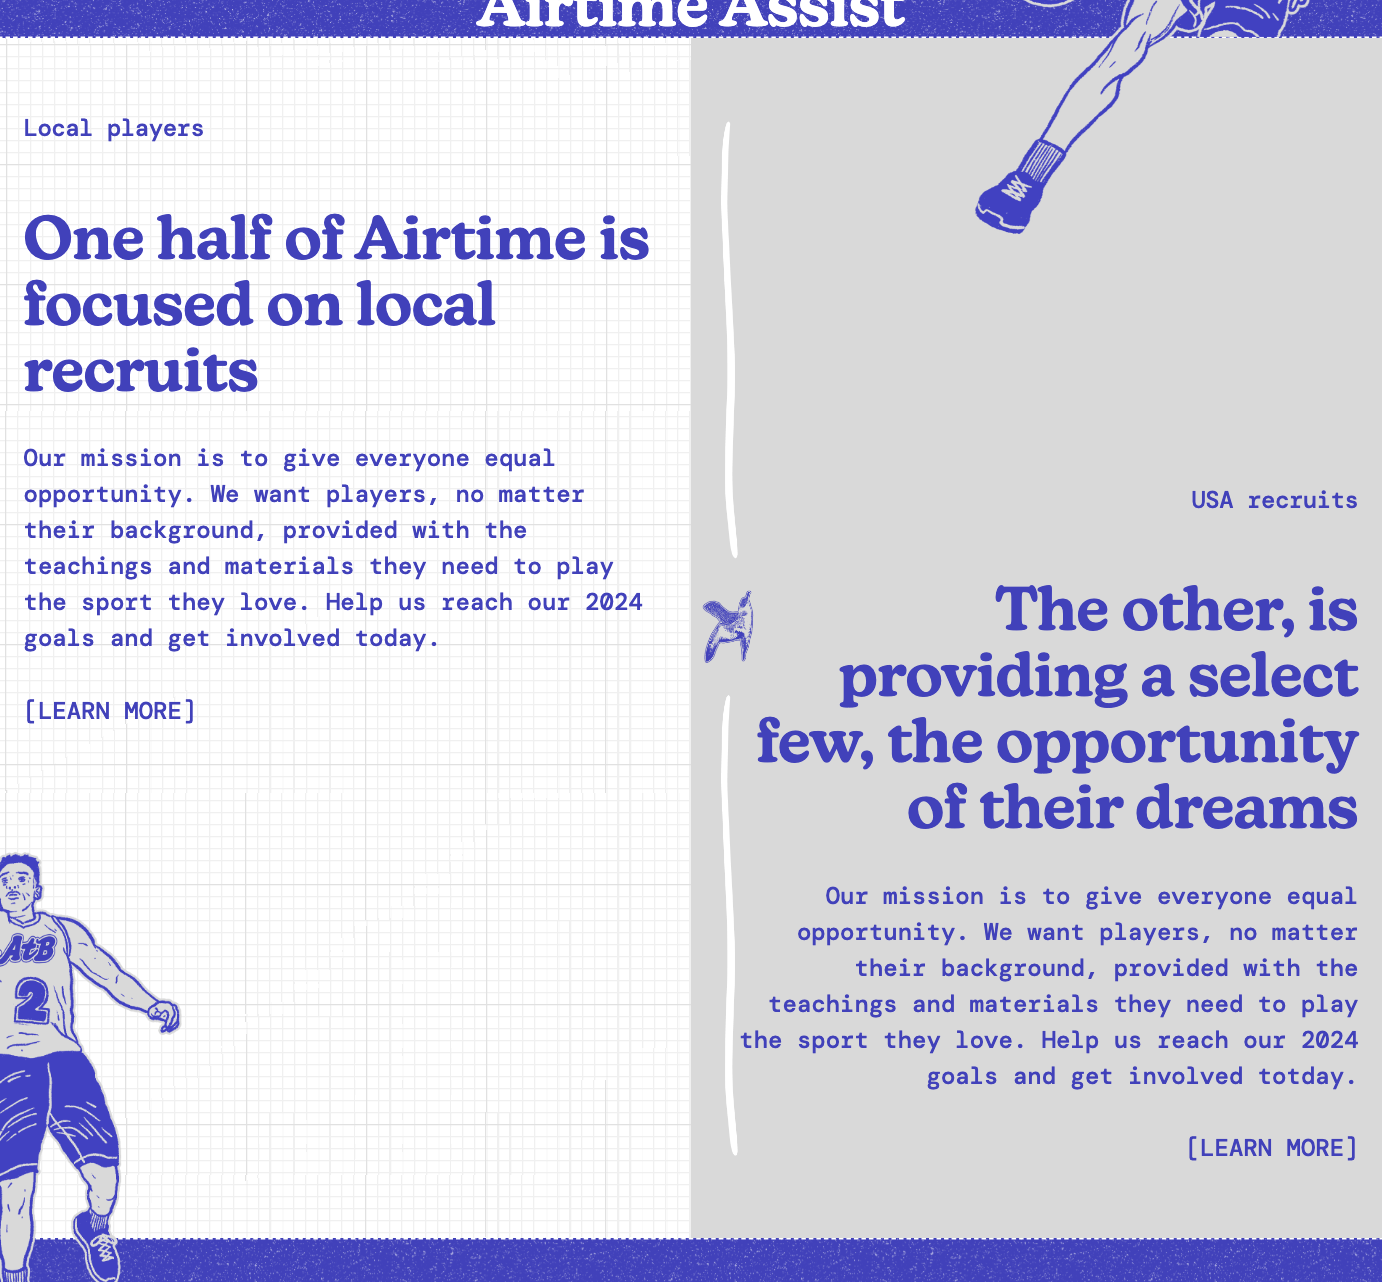 Airtime Assist
Local players
One half of Airtime is
focused on local
recruits
Our mission is to give everyone equal
opportunity. We want players, no matter
their background, provided with the
teachings and materials they need to play
the sport they love. Help us reach our 2024
goals and get involved today.
[LEARN MORE]
AtB
2
USA recruits
The other, is
providing a select
few, the opportunity
of their dreams
Our mission is to give everyone equal
opportunity. We want players, no matter
their background, provided with the
teachings and materials they need to play
the sport they love. Help us reach our 2024
goals and get involved totday.
[LEARN MORE]